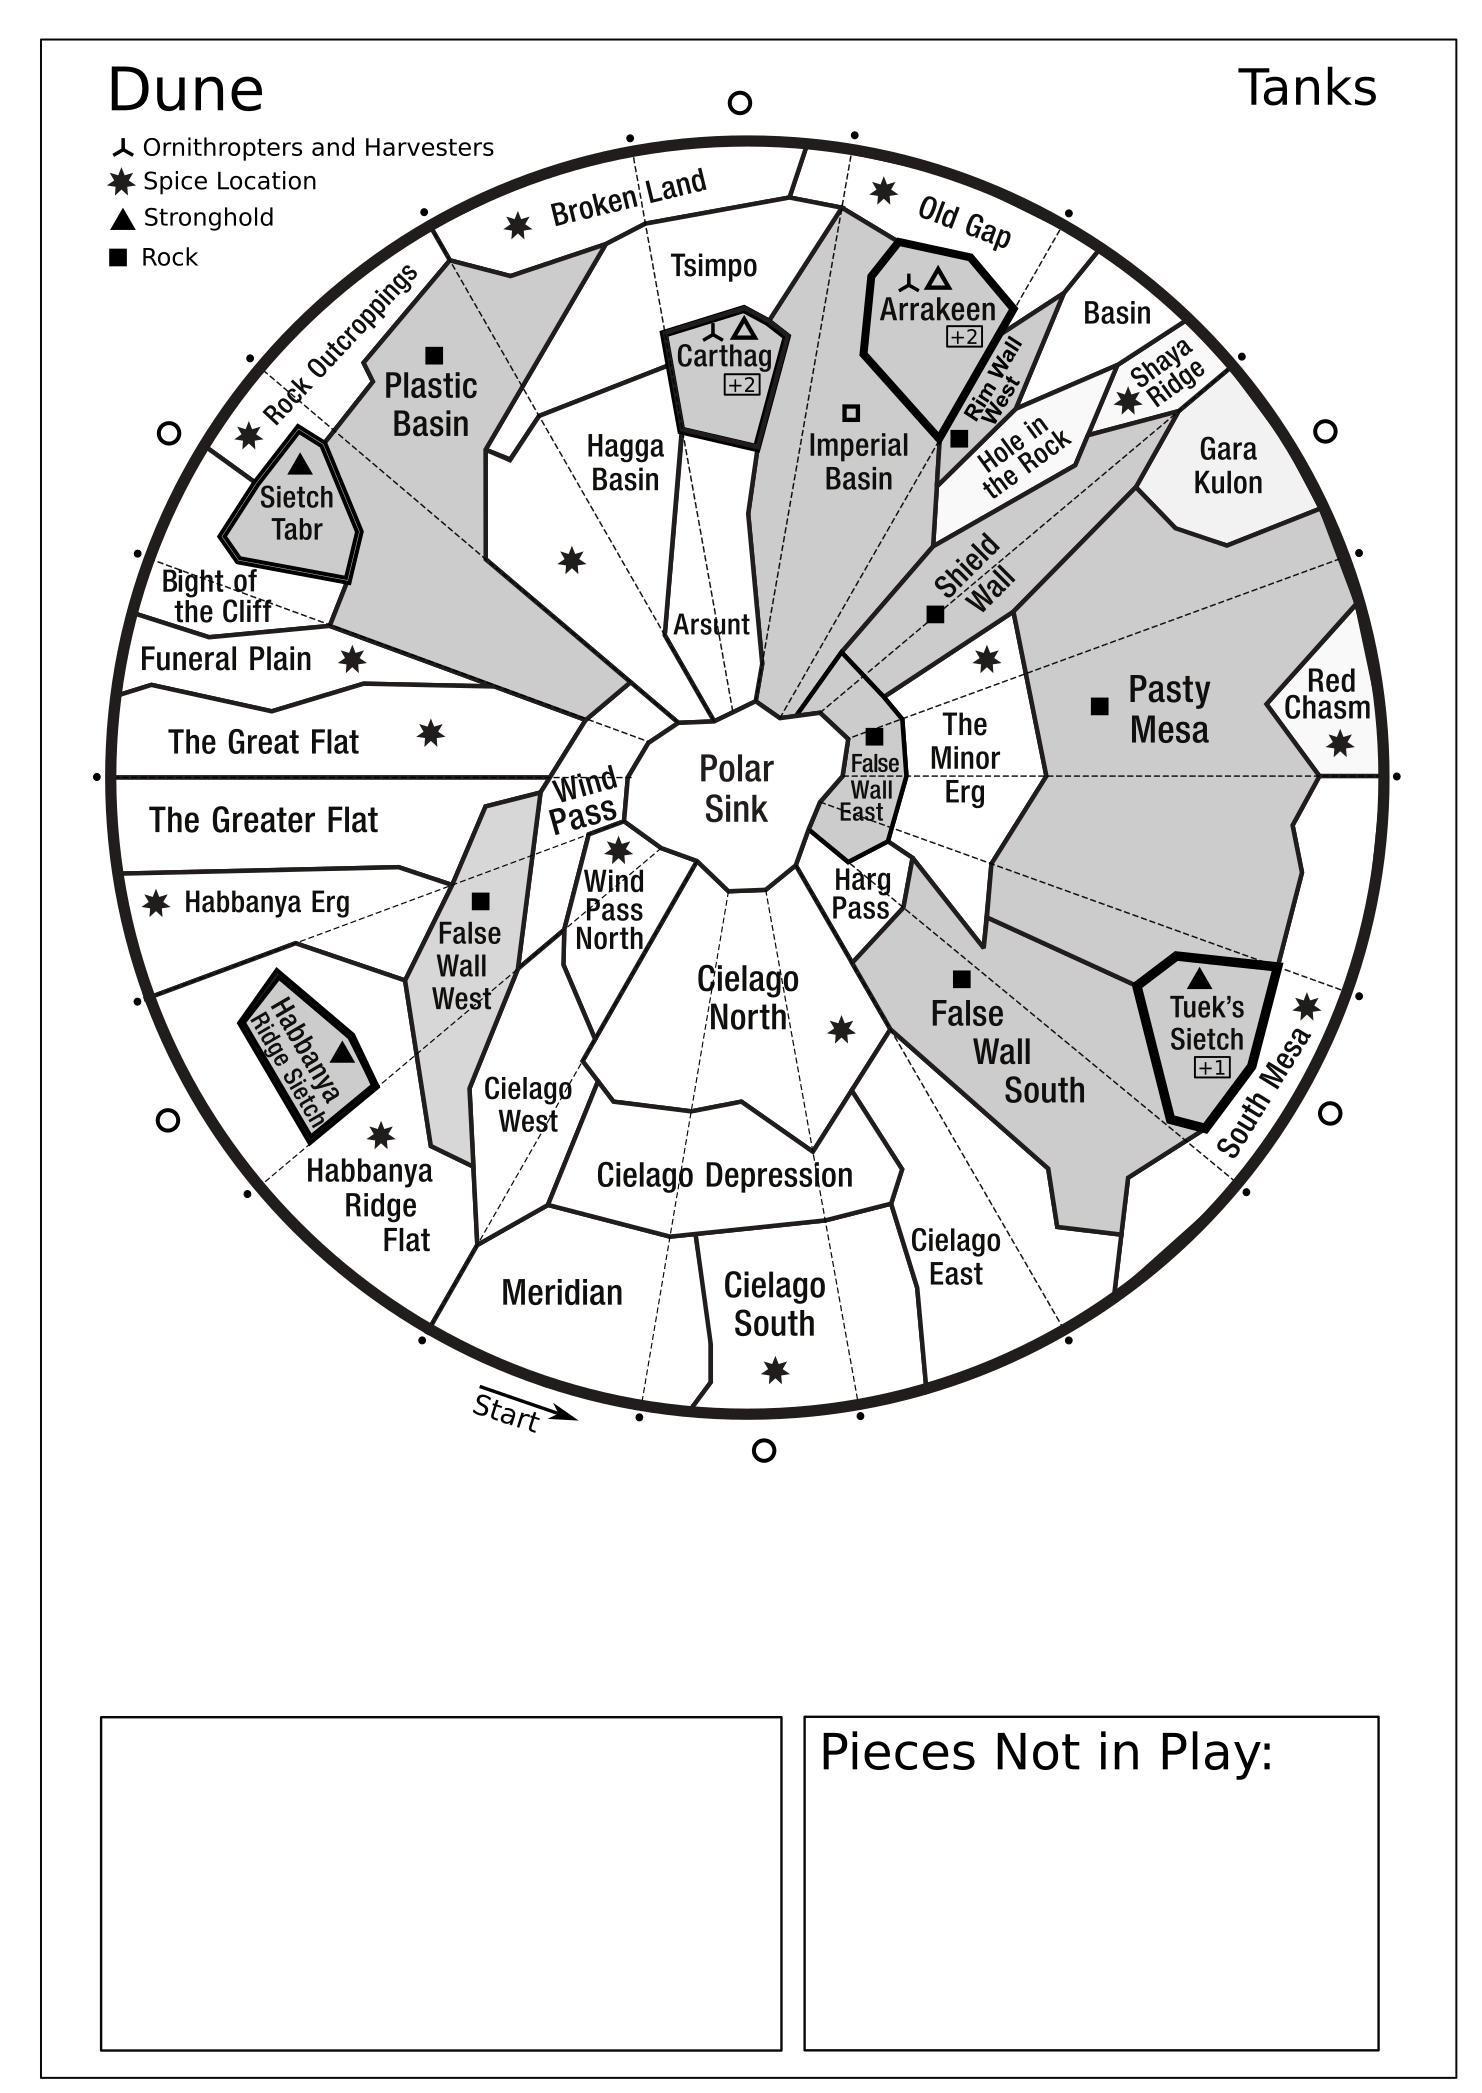 Dune
Tanks
Ornithropters and Harvesters
Spice Location
Stronghold
Rock
Broken Land
Old Gap
Tsimpo
Rock Outcroppings
Arrakeen
+2
Basin
Carthag
+2
Rim Wall
West
Shaya
Ridge
Plastic
Basin
Hagga
Basin
Imperial
Basin
Hole in
the Rock
Gara
Kulon
Sietch
Tabr
Shield
Wall
Bight of
the Cliff
Arsunt
Funeral Plain
Pasty
Mesa
Red
Chasm
The Great Flat
The
Minor
Erg
Polar
Sink
False
Wall
East
Wind
Pass
The Greater Flat
Wind
Pass
North
Harg
Pass
Habbanya Erg
False
Wall
West
Cielago
North
False
Wall
South
Tuek's
Sietch
+1
South Mesa
Habbanya
Ridge Sietch
Cielago
West
Habbanya
Ridge
Flat
Cielago Depression
Cielago
East
Meridian
Cielago
South
Start
Pieces Not in Play: